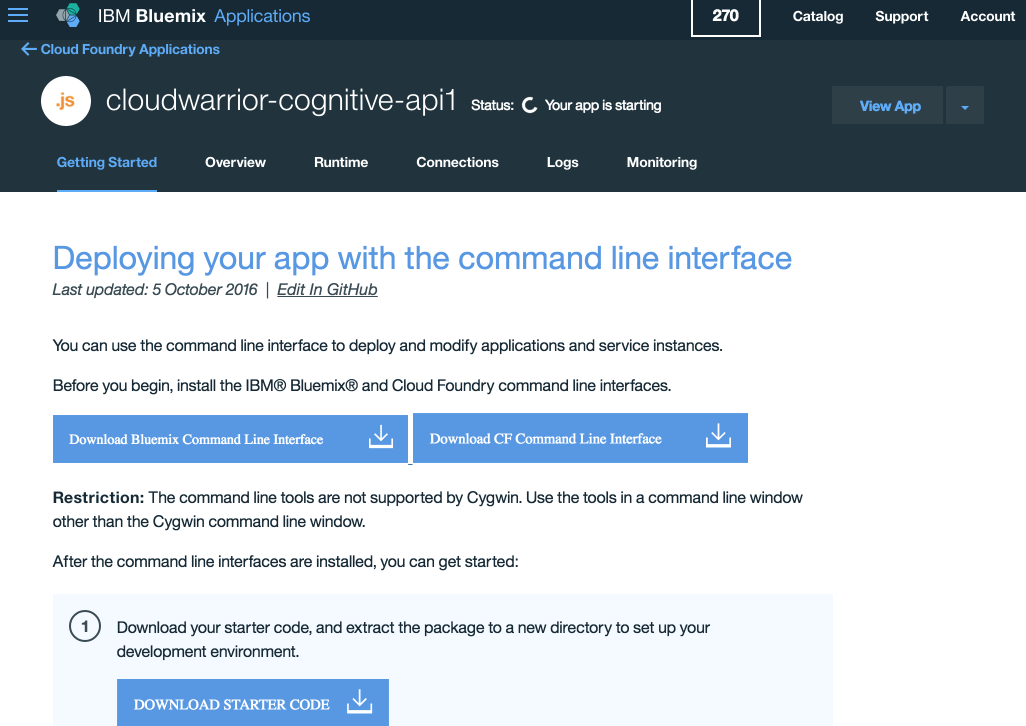 IBM Bluemix Applications 270 Catalog Support Account
Cloud Foundry Applications
.js cloudwarrior-cognitive-api1 Status: Your app is starting View App
Getting Started Overview Runtime Connections Logs Monitoring
Deploying your app with the command line interface
Last updated: 5 October 2016 | Edit In GitHub
You can use the command line interface to deploy and modify applications and service instances.
Before you begin, install the IBM® Bluemix® and Cloud Foundry command line interfaces.
Download Bluemix Command Line Interface Download CF Command Line Interface
Restriction: The command line tools are not supported by Cygwin. Use the tools in a command line window
other than the Cygwin command line window.
After the command line interfaces are installed, you can get started:
1 Download your starter code, and extract the package to a new directory to set up your
development environment.
DOWNLOAD STARTER CODE